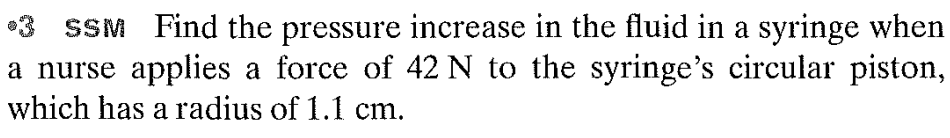 •3 SSM Find the pressure increase in the fluid in a syringe when
a nurse applies a force of 42 N to the syringe's circular piston,
which has a radius of 1.1 cm.